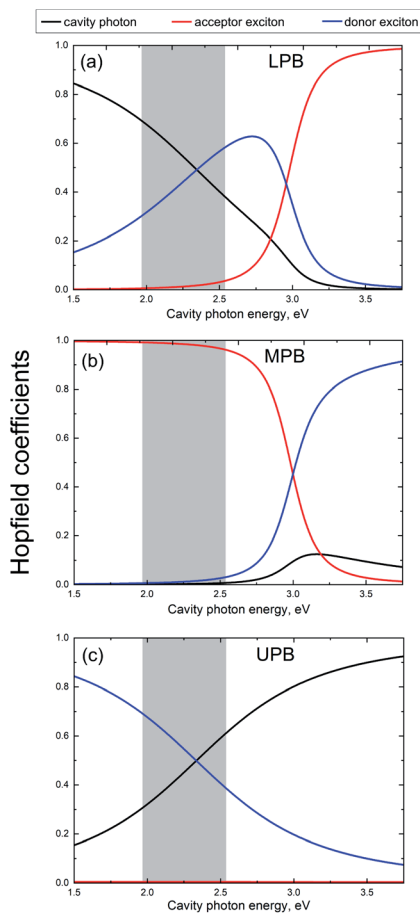 cavity photon acceptor exciton donor exciton
(a) LPB
1.0
0.8
0.6
0.4
0.2
0.0
1.5 2.0 2.5 3.0 3.5
Cavity photon energy, eV
(b) MPB
1.0
0.8
0.6
0.4
0.2
0.0
1.5 2.0 2.5 3.0 3.5
Cavity photon energy, eV
Hopfield coefficients
(c) UPB
1.0
0.8
0.6
0.4
0.2
0.0
1.5 2.0 2.5 3.0 3.5
Cavity photon energy, eV